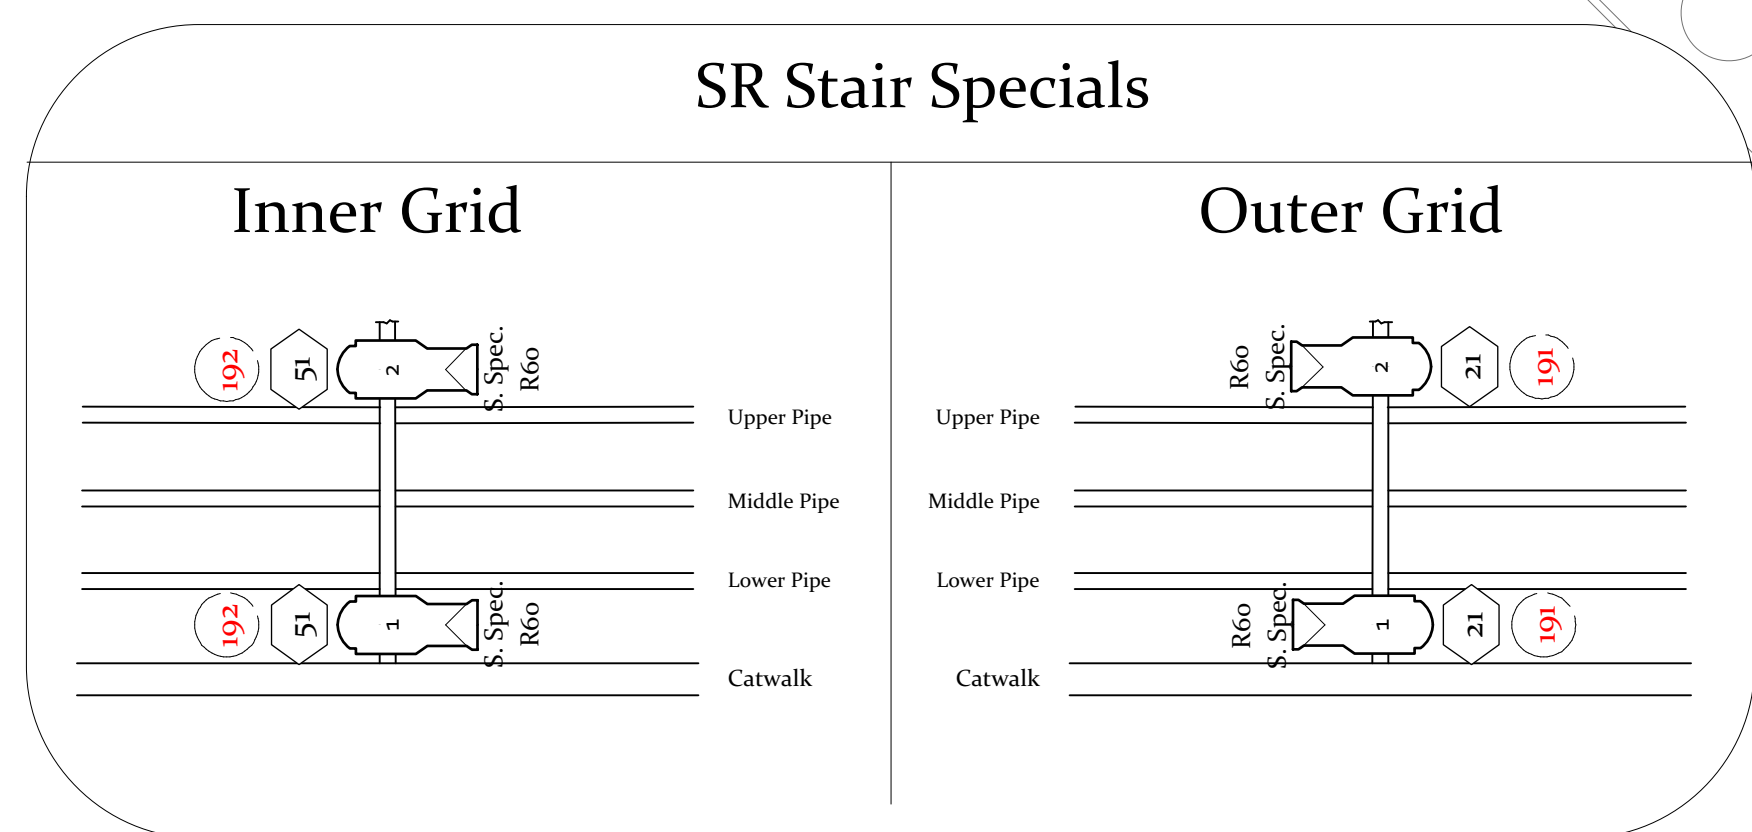 SR Stair Specials
Inner Grid
192
51
2
S. Spec.
R60
Upper Pipe
Middle Pipe
Lower Pipe
192
51
1
S. Spec.
R60
Catwalk
Outer Grid
R60
S. Spec.
2
21
191
Upper Pipe
Middle Pipe
Lower Pipe
R60
S. Spec.
1
21
191
Catwalk